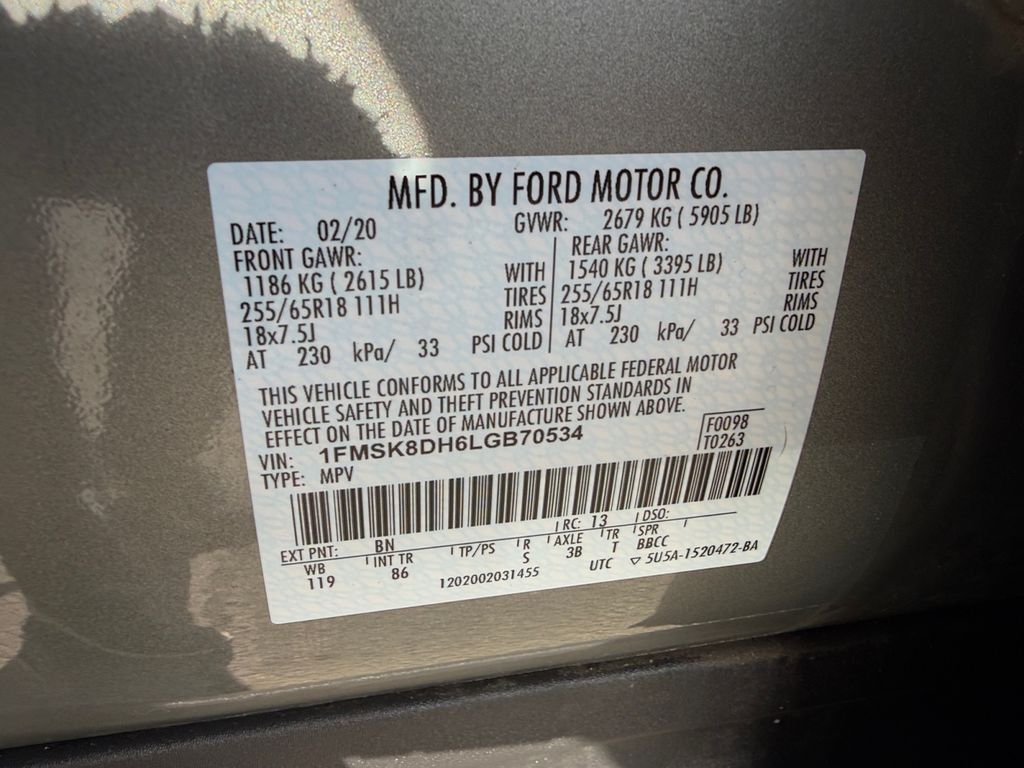 MFD. BY FORD MOTOR CO.
DATE: 02/20 GVWR: 2679 KG ( 5905 LB)
FRONT GAWR: REAR GAWR:
1186 KG ( 2615 LB) WITH 1540 KG ( 3395 LB) WITH
255/65R18 111H TIRES 255/65R18 111H TIRES
18x7.5J RIMS 18x7.5J RIMS
AT 230 kPa/ 33 PSI COLD AT 230 kPa/ 33 PSI COLD
THIS VEHICLE CONFORMS TO ALL APPLICABLE FEDERAL MOTOR
VEHICLE SAFETY AND THEFT PREVENTION STANDARDS IN
EFFECT ON THE DATE OF MANUFACTURE SHOWN ABOVE.
VIN: 1FMSK8DH6LGB70534 F0098
TYPE: MPV T0263
EXT PNT: BN RC: 13 DSO:
WB INT TR TP/PS R AXLE TR SPR
119 86 S 3B T BBCC
1202002031455 UTC ▽ 5U5A-1520472-BA